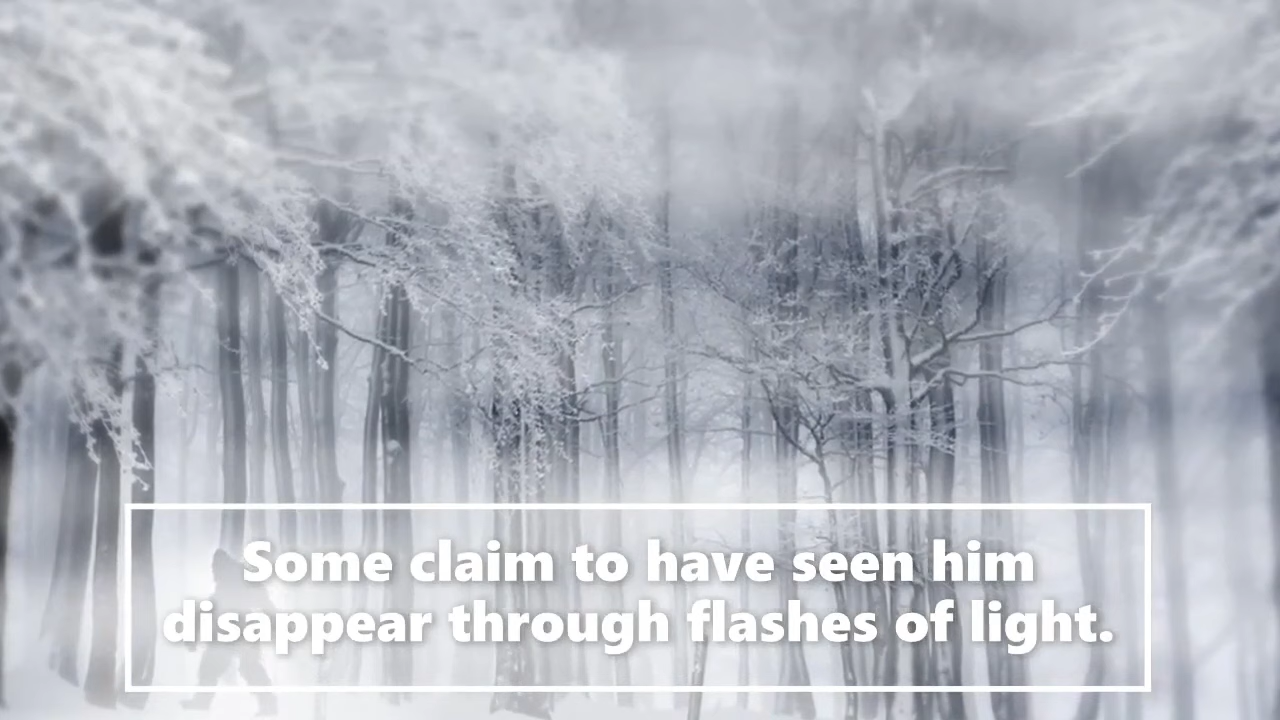 Some claim to have seen him
disappear through flashes of light.